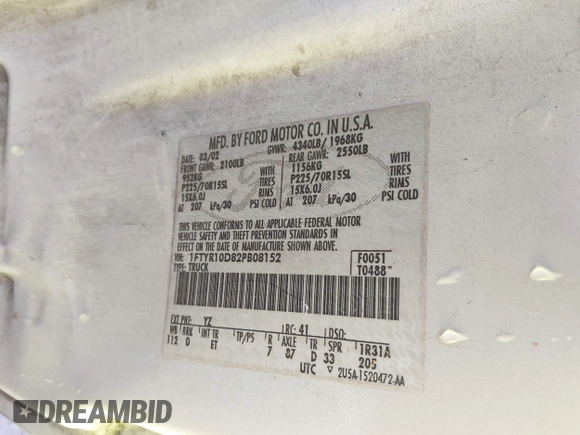 MFD. BY FORD MOTOR CO. IN U.S.A.
03/02 GVWR: 4340LB/ 1968KG
FRONT GAWR: 2100LB REAR GAWR: 2550LB
952KG WITH 1156KG WITH
P225/70R15SL TIRES P225/70R15SL TIRES
15X6.0J RIMS 15X6.0J RIMS
AT 207 kPa/30 PSI COLD AT 207 kPa/30 PSI COLD
THIS VEHICLE CONFORMS TO ALL APPLICABLE FEDERAL MOTOR
VEHICLE SAFETY AND THEFT PREVENTION STANDARDS IN EFFECT
ON THE DATE OF MANUFACTURE SHOWN ABOVE.
VIN: 1FTYR10D82PB08152 F0051
TYPE: TRUCK T0488
EXT PNT: YZ RC: 41 DSO:
WB BRK INT TR TP/PS R AXLE TR SPR 1R31A
112 D ET 7 87 D 33 205
UTC ▽ 2U5A-1520472-AA
DREAMBID